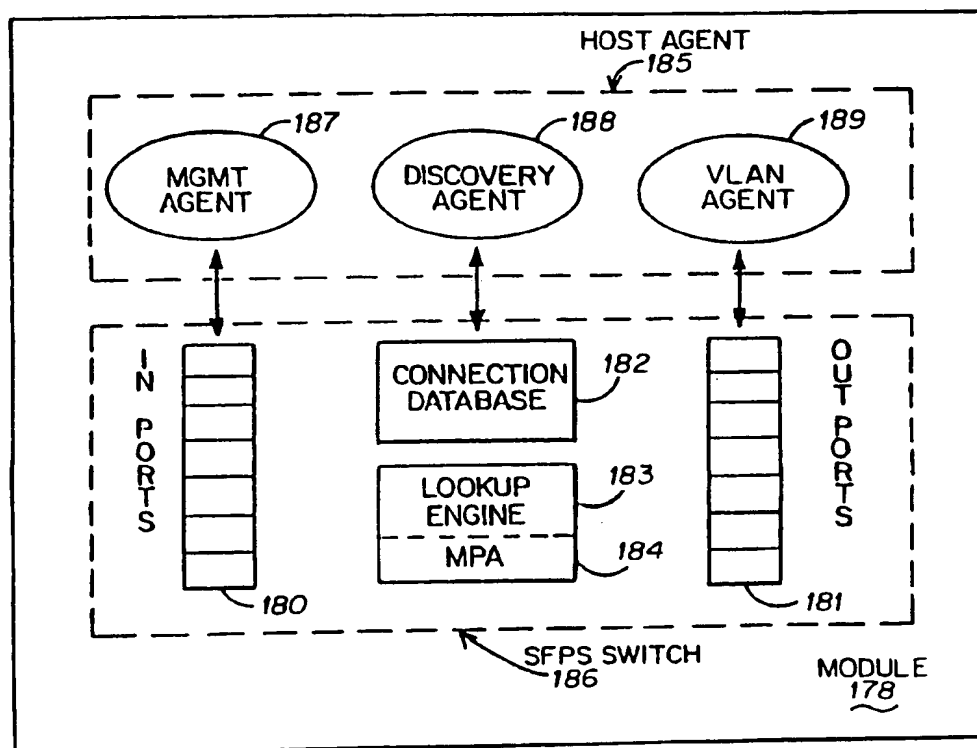 HOST AGENT
185
187
188
189
MGMT
AGENT
DISCOVERY
AGENT
VLAN
AGENT
IN PORTS
CONNECTION
DATABASE
182
OUT PORTS
LOOKUP
ENGINE
183
MPA
184
180
181
SFPS SWITCH
186
MODULE
178